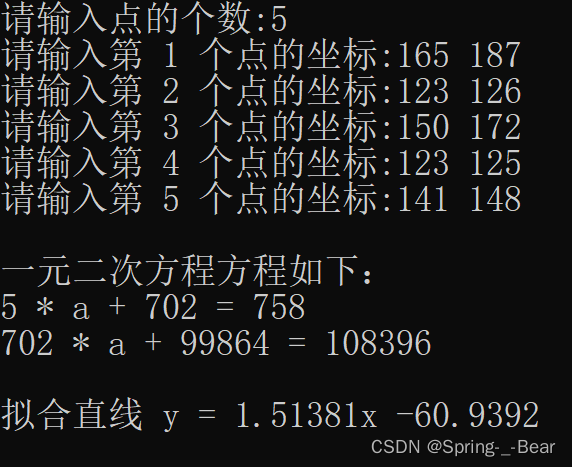 请输入点的个数:5
请输入第 1 个点的坐标:165 187
请输入第 2 个点的坐标:123 126
请输入第 3 个点的坐标:150 172
请输入第 4 个点的坐标:123 125
请输入第 5 个点的坐标:141 148
一元二次方程方程如下：
5 * a + 702 = 758
702 * a + 99864 = 108396
拟合直线 y = 1.51381x -60.9392
CSDN @Spring-_-Bear